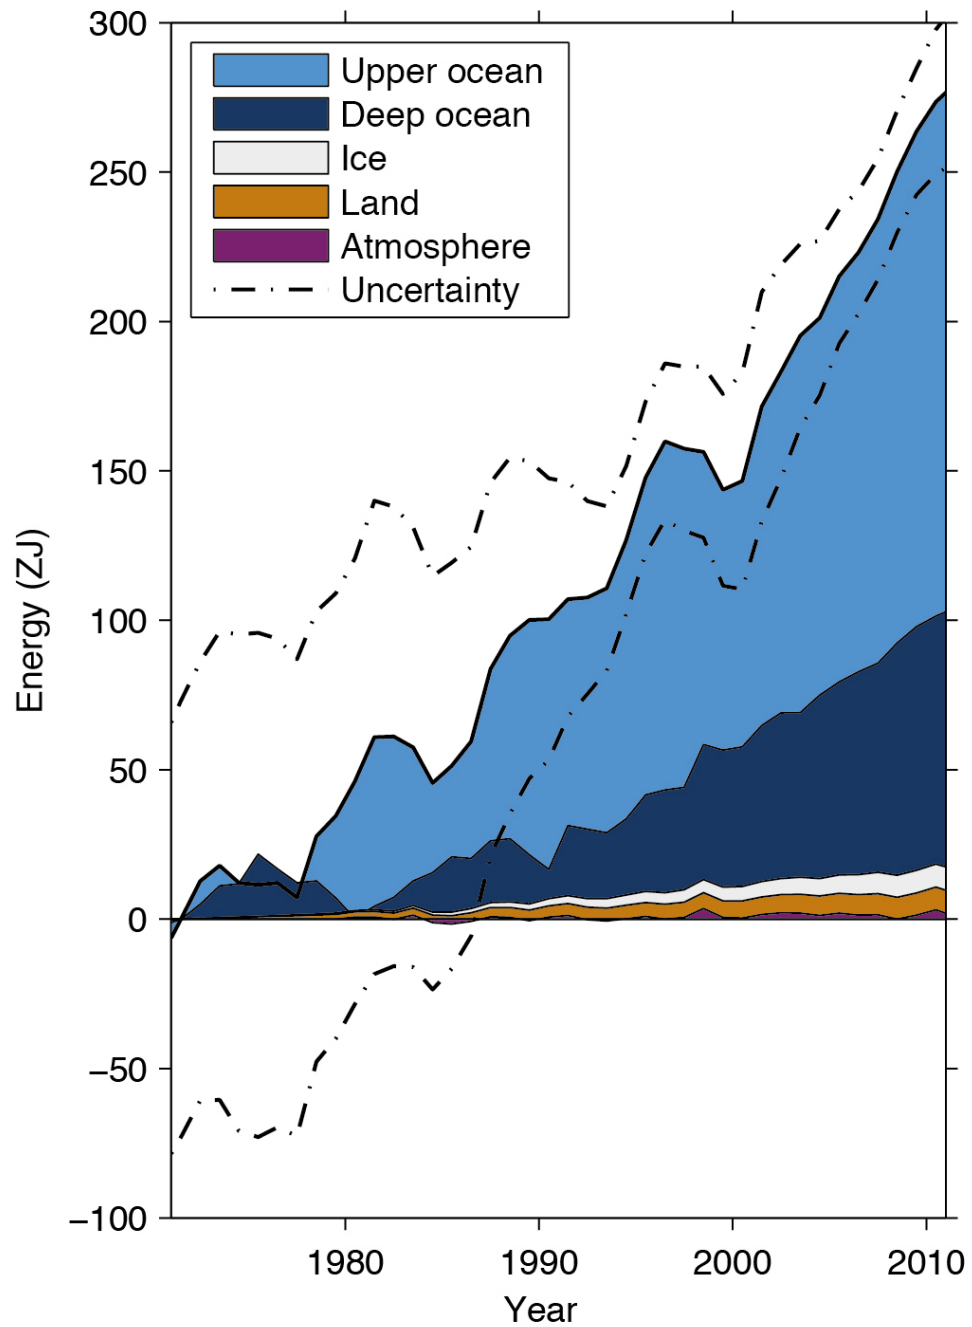 300
250
200
150
100
50
0
−50
−100
Energy (ZJ)
Upper ocean
Deep ocean
Ice
Land
Atmosphere
Uncertainty
1980 1990 2000 2010
Year